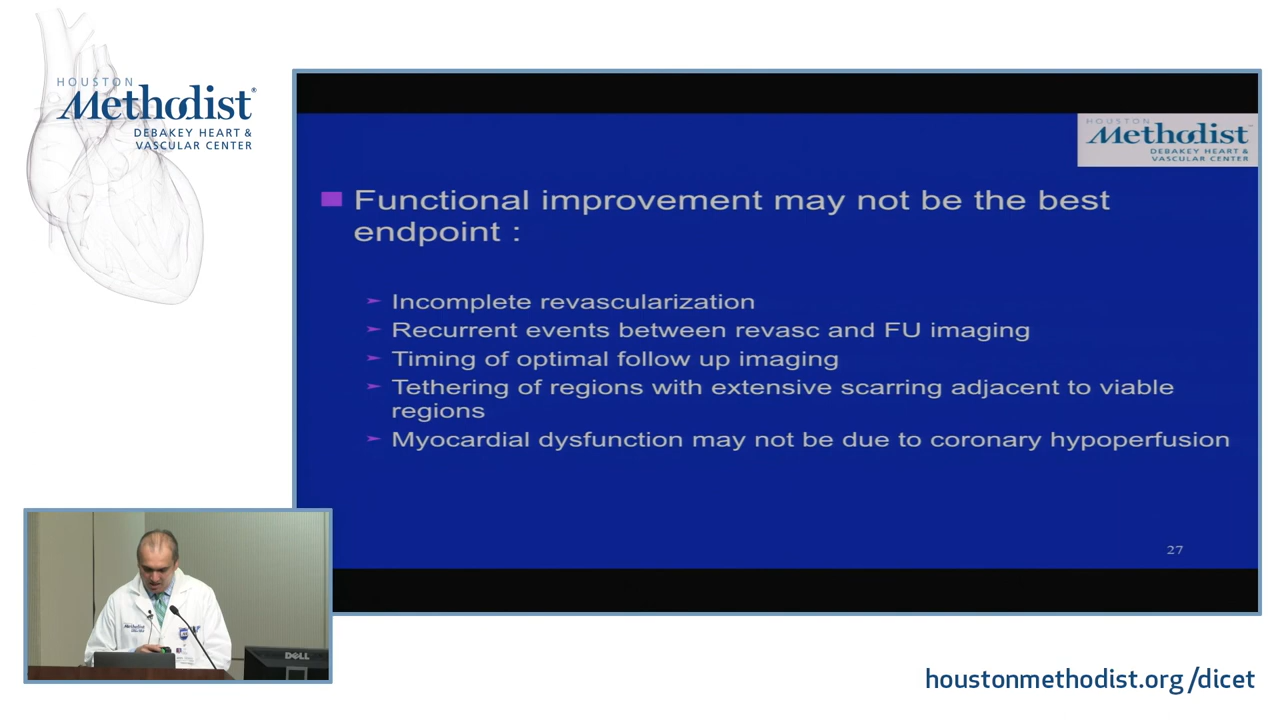 HOUSTON
Methodist®
DEBAKEY HEART &
VASCULAR CENTER
HOUSTON
Methodist
DEBAKEY HEART &
VASCULAR CENTER
Functional improvement may not be the best
endpoint :
➢ Incomplete revascularization
➢ Recurrent events between revasc and FU imaging
➢ Timing of optimal follow up imaging
➢ Tethering of regions with extensive scarring adjacent to viable
regions
➢ Myocardial dysfunction may not be due to coronary hypoperfusion
27
Methodist
DELL
houstonmethodist.org/dicet